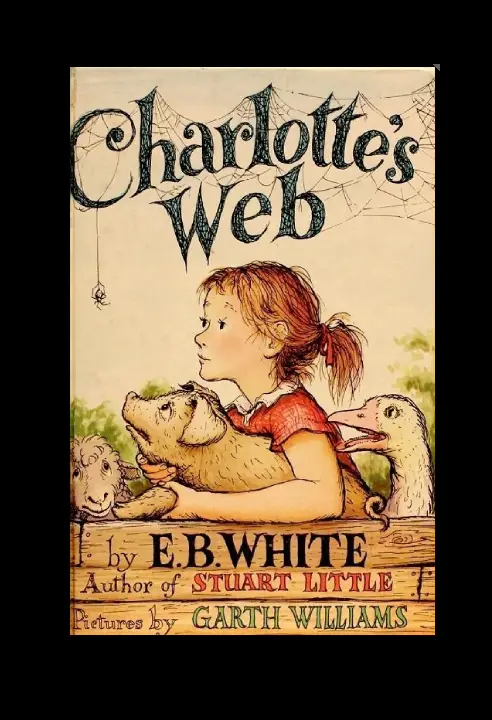 Charlotte's
Web
by E.B. WHITE
Author of STUART LITTLE
Pictures by GARTH WILLIAMS